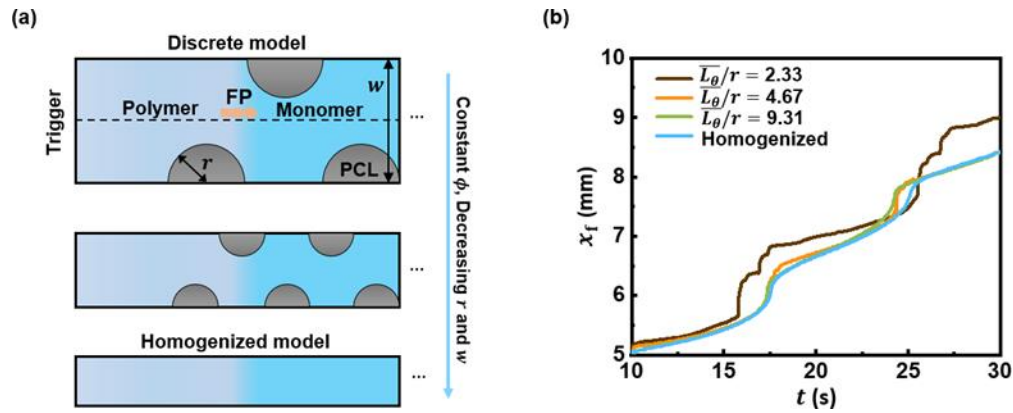 (a)
Discrete model
Trigger
Polymer
FP
Monomer
w
...
r
PCL
...
Homogenized model
...
Constant ϕ, Decreasing r and w
(b)
L̅θ/r = 2.33
L̅θ/r = 4.67
L̅θ/r = 9.31
Homogenized
10
9
8
7
6
5
xf (mm)
10 15 20 25 30
t (s)